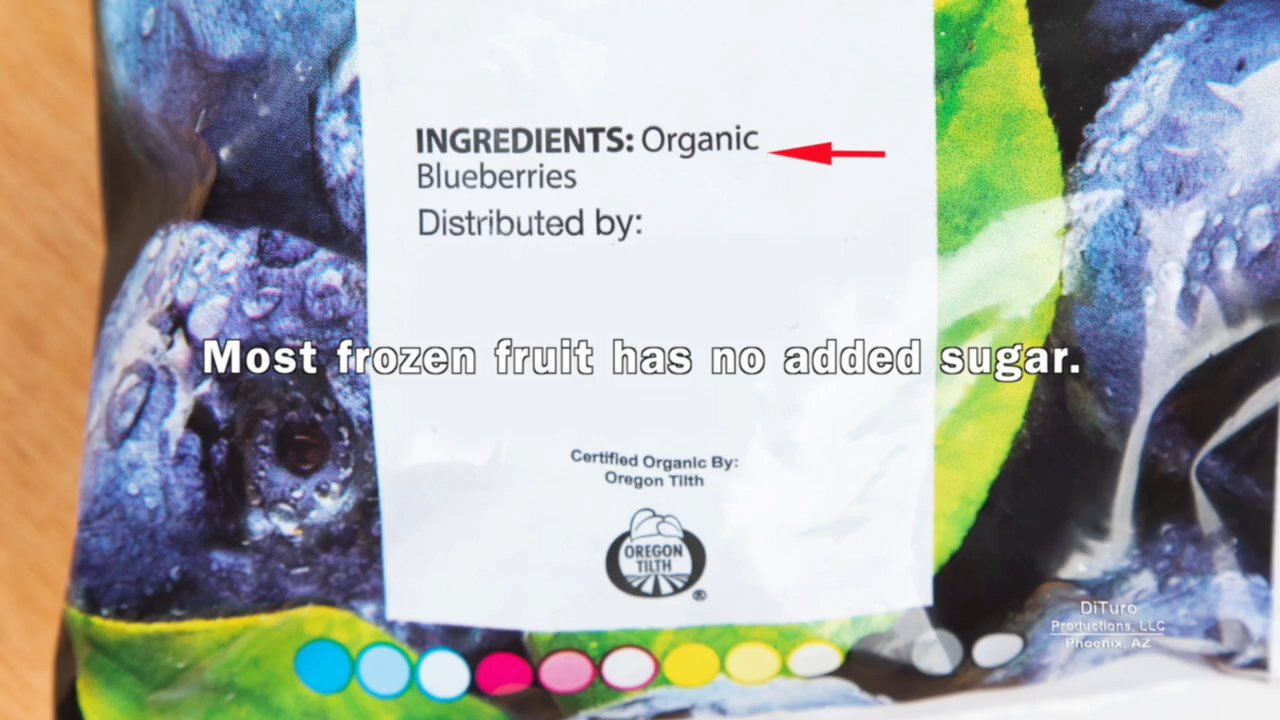 INGREDIENTS: Organic
Blueberries
Distributed by:
Most frozen fruit has no added sugar.
Certified Organic By:
Oregon Tilth
OREGON
TILTH
®
DiTuro
Productions, LLC
Phoenix, AZ